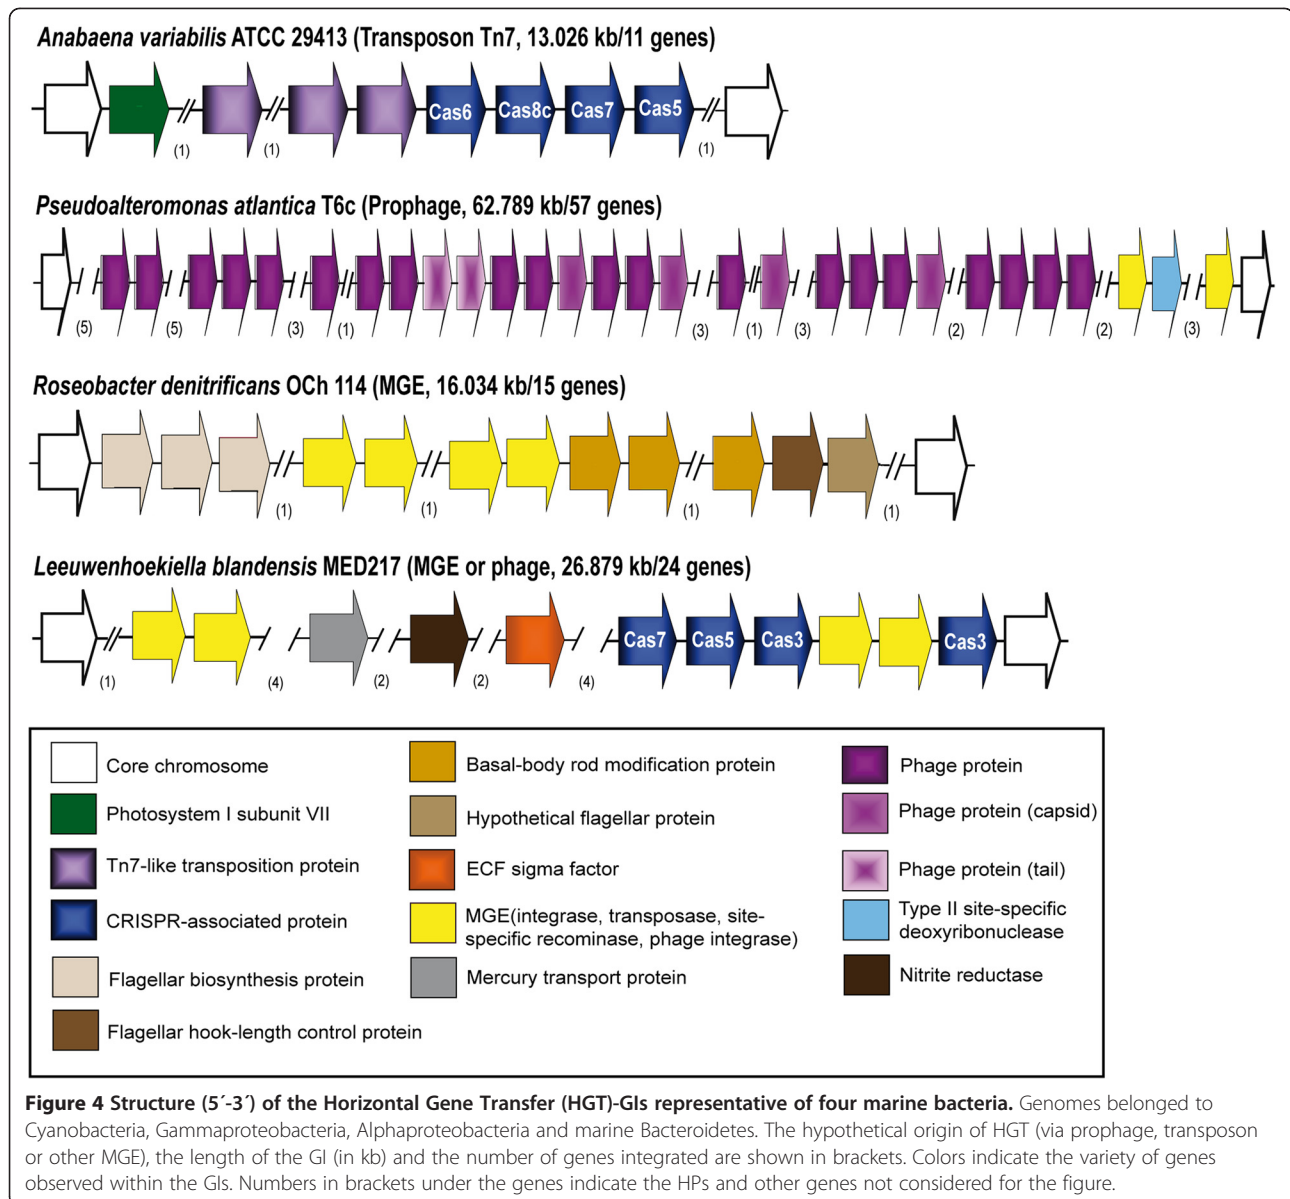 Anabaena variabilis ATCC 29413 (Transposon Tn7, 13.026 kb/11 genes)
Cas6 Cas8c Cas7 Cas5
(1) (1) (1)
Pseudoalteromonas atlantica T6c (Prophage, 62.789 kb/57 genes)
(5) (5) (3) (1) (3) (1) (3) (2) (2) (3)
Roseobacter denitrificans OCh 114 (MGE, 16.034 kb/15 genes)
(1) (1) (1) (1)
Leeuwenhoekiella blandensis MED217 (MGE or phage, 26.879 kb/24 genes)
Cas7 Cas5 Cas3 Cas3
(1) (4) (2) (2) (4)
Core chromosome
Photosystem I subunit VII
Tn7-like transposition protein
CRISPR-associated protein
Flagellar biosynthesis protein
Flagellar hook-length control protein
Basal-body rod modification protein
Hypothetical flagellar protein
ECF sigma factor
MGE(integrase, transposase, site-
specific recominase, phage integrase)
Mercury transport protein
Phage protein
Phage protein (capsid)
Phage protein (tail)
Type II site-specific
deoxyribonuclease
Nitrite reductase
Figure 4 Structure (5´-3´) of the Horizontal Gene Transfer (HGT)-GIs representative of four marine bacteria. Genomes belonged to
Cyanobacteria, Gammaproteobacteria, Alphaproteobacteria and marine Bacteroidetes. The hypothetical origin of HGT (via prophage, transposon
or other MGE), the length of the GI (in kb) and the number of genes integrated are shown in brackets. Colors indicate the variety of genes
observed within the GIs. Numbers in brackets under the genes indicate the HPs and other genes not considered for the figure.